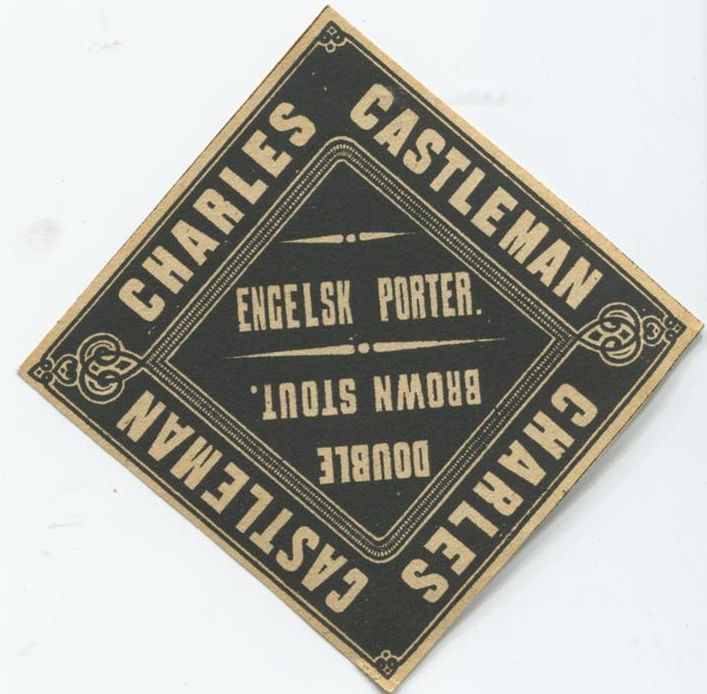 CHARLES CASTLEMAN
ENGELSK PORTER.
DOUBLE
BROWN STOUT.
CHARLES CASTLEMAN